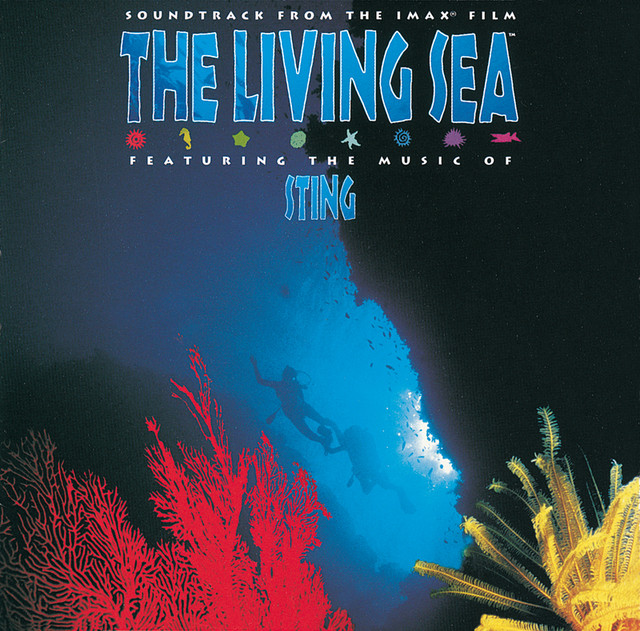 SOUNDTRACK FROM THE IMAX® FILM
THE LIVING SEA™
FEATURING THE MUSIC OF
STING